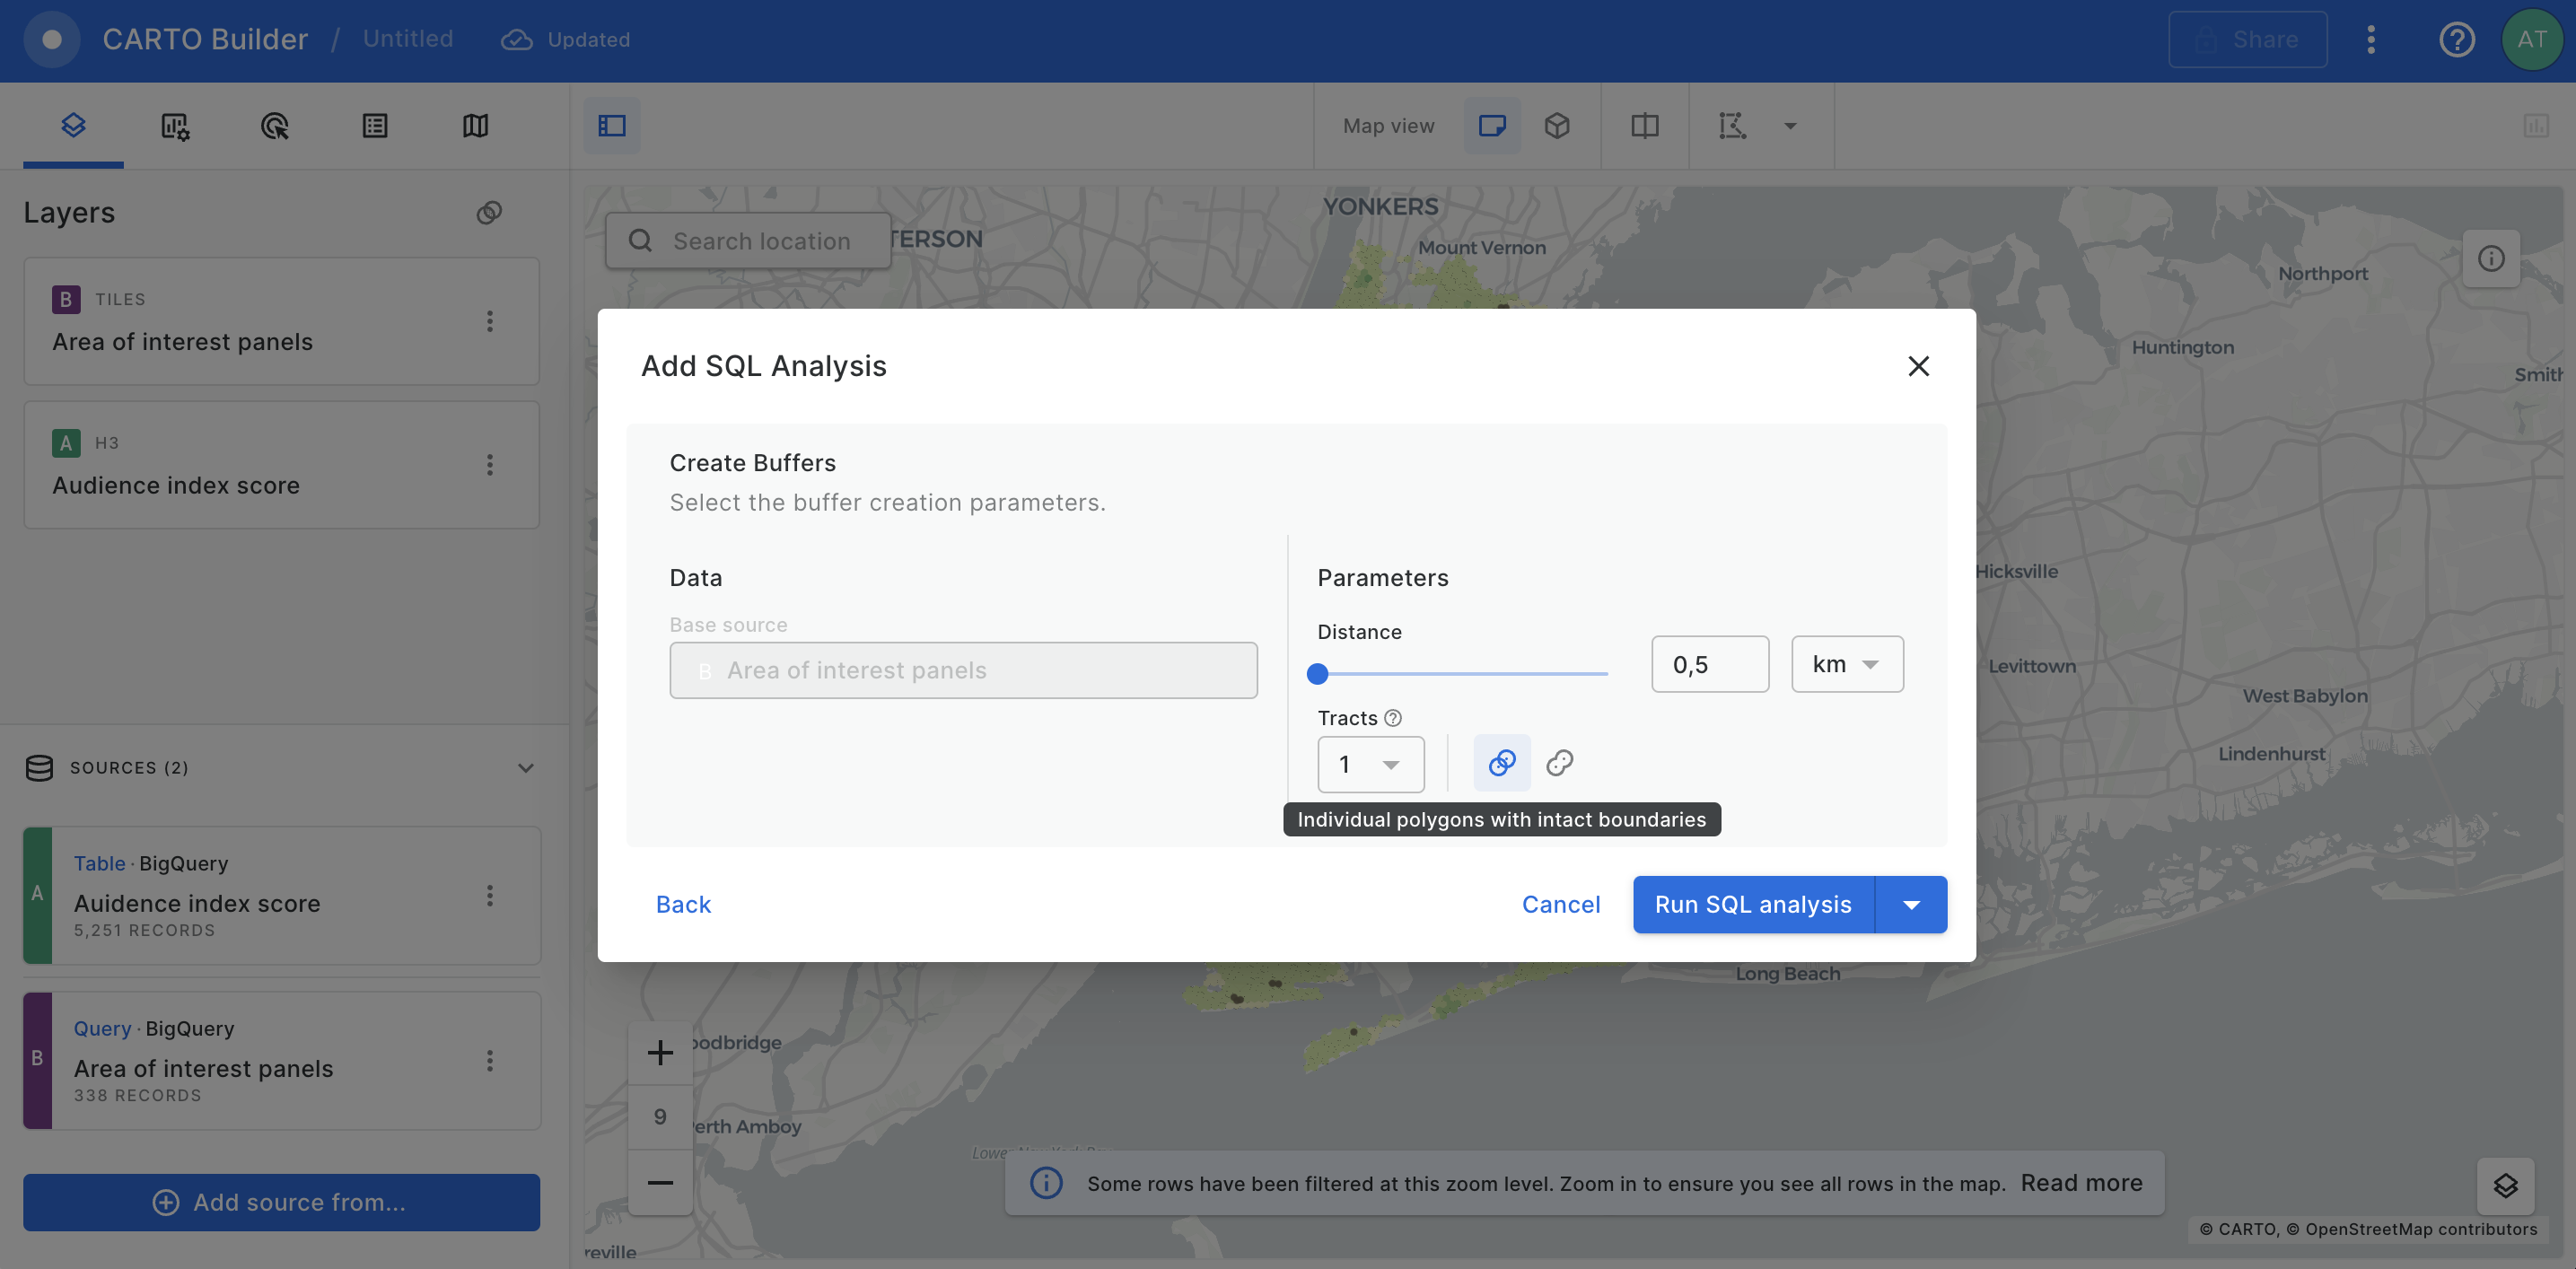 CARTO Builder / Untitled Updated
Share
AT
Map view
Layers
B TILES
Area of interest panels
A H3
Audience index score
SOURCES (2)
A
Table · BigQuery
Auidence index score
5,251 RECORDS
B
Query · BigQuery
Area of interest panels
338 RECORDS
Add source from...
Search location
TERSON
YONKERS
Mount Vernon
Northport
Huntington
Smith
Hicksville
Levittown
West Babylon
Lindenhurst
Long Beach
Add SQL Analysis
Create Buffers
Select the buffer creation parameters.
Data
Base source
B Area of interest panels
Parameters
Distance
0,5
km
Tracts
1
Individual polygons with intact boundaries
Back
Cancel
Run SQL analysis
oodbridge
9
erth Amboy
Lower New York Bay
reville
Some rows have been filtered at this zoom level. Zoom in to ensure you see all rows in the map. Read more
© CARTO, © OpenStreetMap contributors